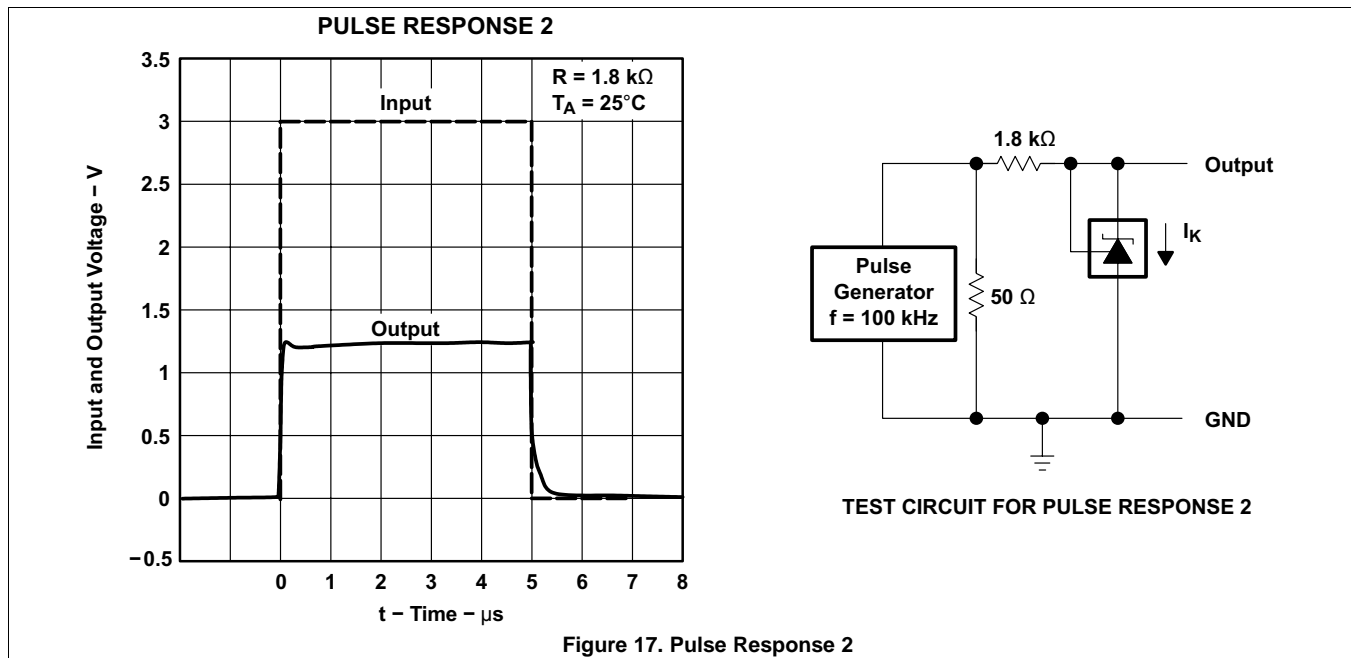 PULSE RESPONSE 2
3.5
3
2.5
2
1.5
1
0.5
0
−0.5
Input and Output Voltage − V
R = 1.8 kΩ
T_A = 25°C
Input
Output
0 1 2 3 4 5 6 7 8
t − Time − μs
1.8 kΩ
Output
I_K
Pulse
Generator
f = 100 kHz
50 Ω
GND
TEST CIRCUIT FOR PULSE RESPONSE 2
Figure 17. Pulse Response 2